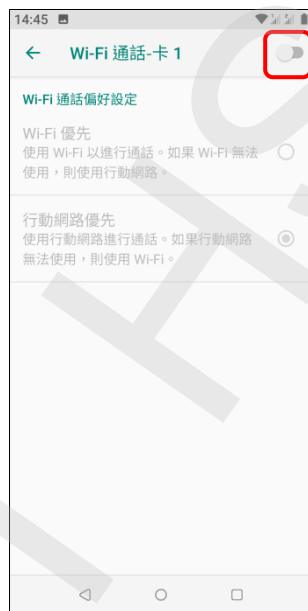 14:45
Wi-Fi 通話-卡 1
Wi-Fi 通話偏好設定
Wi-Fi 優先
使用 Wi-Fi 以進行通話。如果 Wi-Fi 無法
使用，則使用行動網路。
行動網路優先
使用行動網路進行通話。如果行動網路
無法使用，則使用 Wi-Fi。